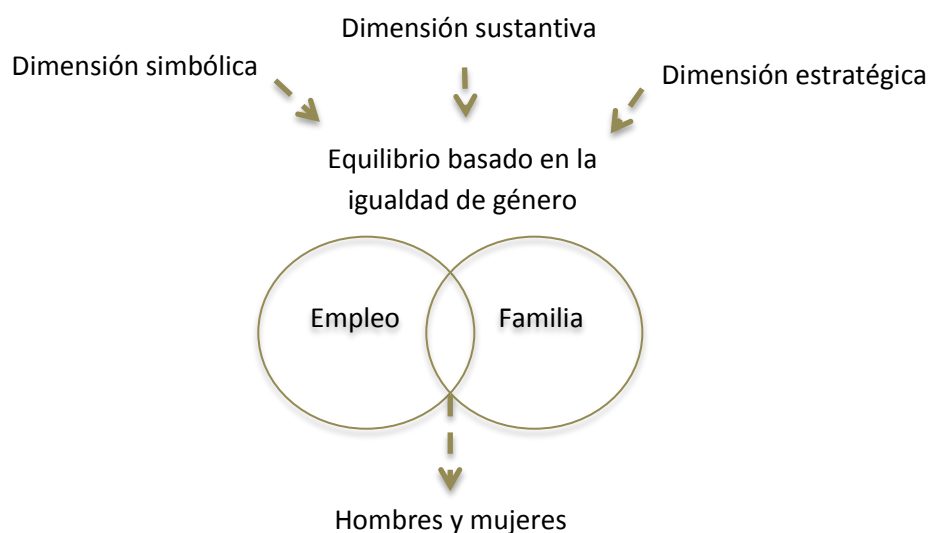 Dimensión sustantiva
Dimensión simbólica
Dimensión estratégica
Equilibrio basado en la
igualdad de género
Empleo
Familia
Hombres y mujeres